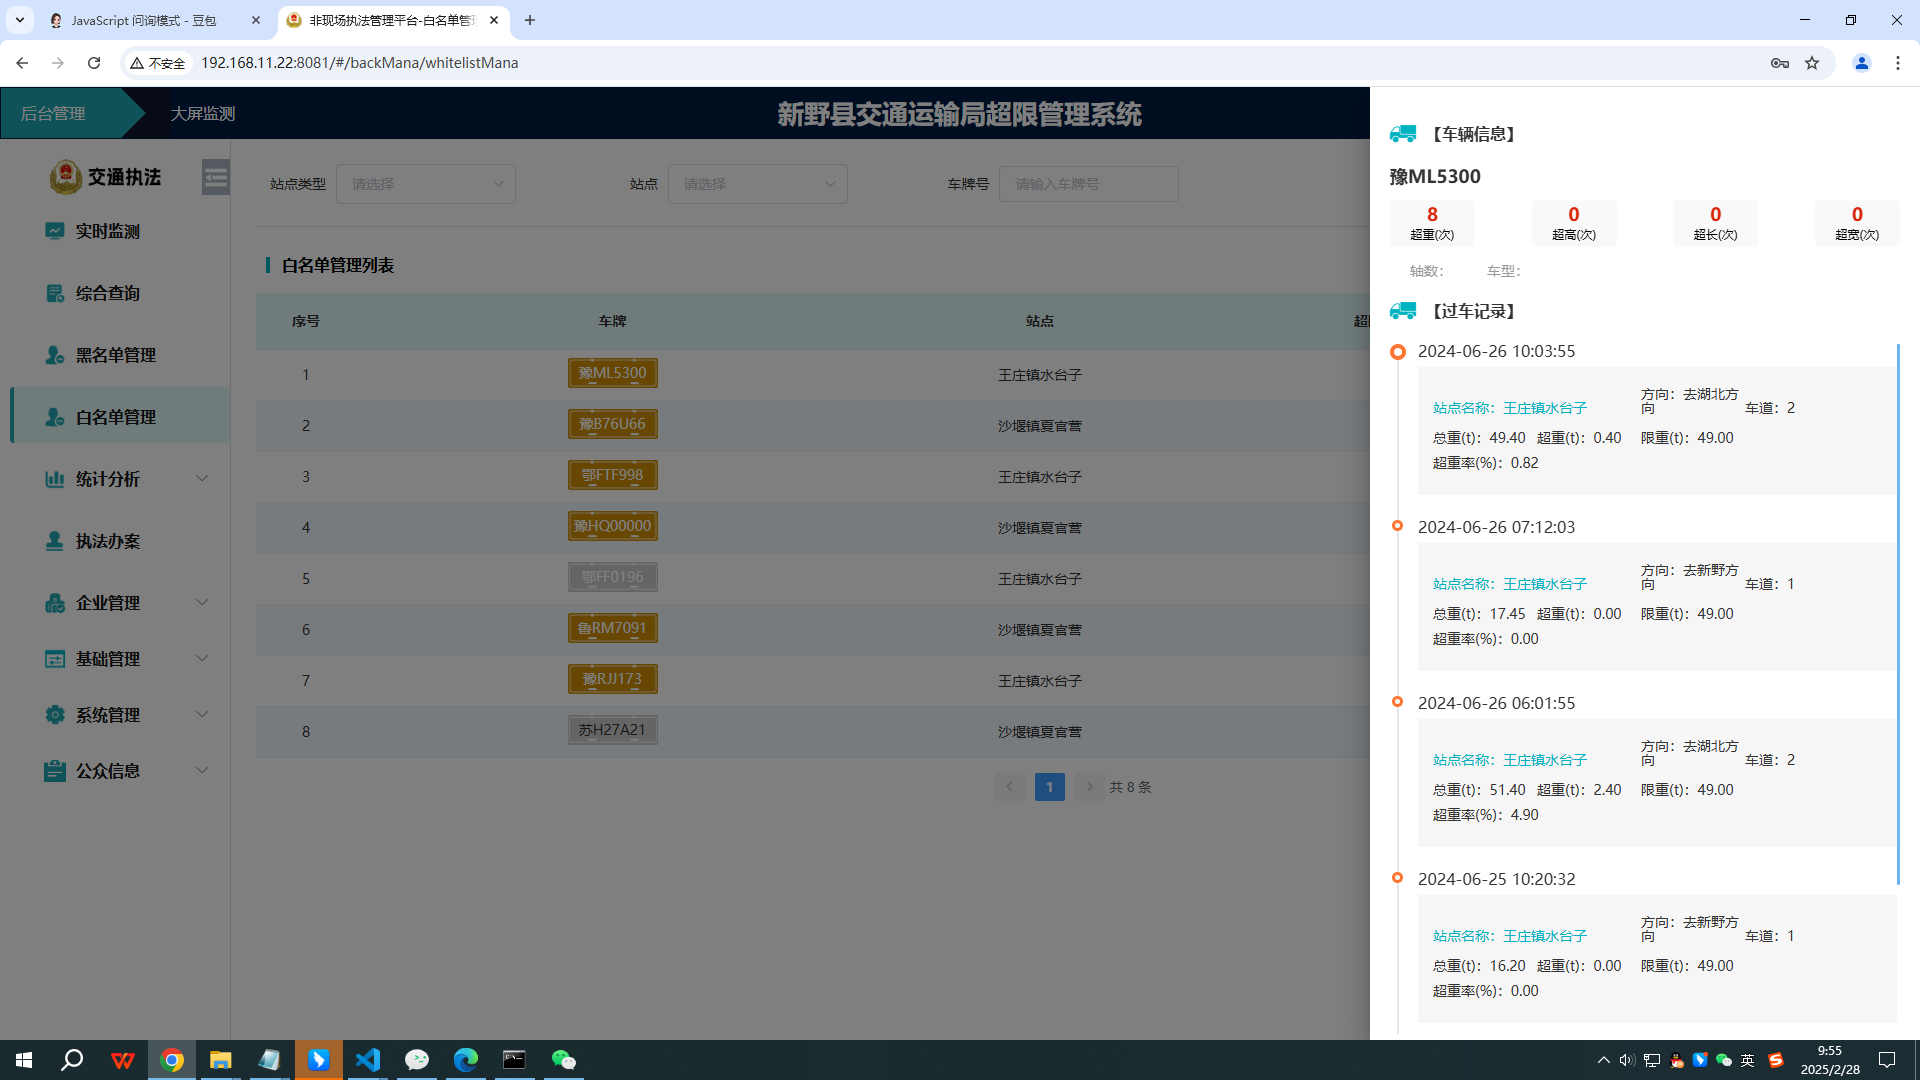 JavaScript 问询模式 - 豆包
非现场执法管理平台-白名单管
不安全
192.168.11.22:8081/#/backMana/whitelistMana
后台管理
大屏监测
新野县交通运输局超限管理系统
交通执法
实时监测
综合查询
黑名单管理
白名单管理
统计分析
执法办案
企业管理
基础管理
系统管理
公众信息
站点类型 请选择 站点 请选择 车牌号 请输入车牌号
白名单管理列表
序号 车牌 站点 超
1 豫ML5300 王庄镇水台子
2 豫B76U66 沙堰镇夏官营
3 鄂FTF998 王庄镇水台子
4 豫HQ00000 沙堰镇夏官营
5 鄂FF0196 王庄镇水台子
6 鲁RM7091 沙堰镇夏官营
7 豫RJJ173 王庄镇水台子
8 苏H27A21 沙堰镇夏官营
1 共 8 条
【车辆信息】
豫ML5300
8 0 0 0
超重(次) 超高(次) 超长(次) 超宽(次)
轴数: 车型:
【过车记录】
2024-06-26 10:03:55
站点名称：王庄镇水台子 方向：去湖北方向 车道：2
总重(t)：49.40 超重(t)：0.40 限重(t)：49.00
超重率(%)：0.82
2024-06-26 07:12:03
站点名称：王庄镇水台子 方向：去新野方向 车道：1
总重(t)：17.45 超重(t)：0.00 限重(t)：49.00
超重率(%)：0.00
2024-06-26 06:01:55
站点名称：王庄镇水台子 方向：去湖北方向 车道：2
总重(t)：51.40 超重(t)：2.40 限重(t)：49.00
超重率(%)：4.90
2024-06-25 10:20:32
站点名称：王庄镇水台子 方向：去新野方向 车道：1
总重(t)：16.20 超重(t)：0.00 限重(t)：49.00
超重率(%)：0.00
英
9:55
2025/2/28